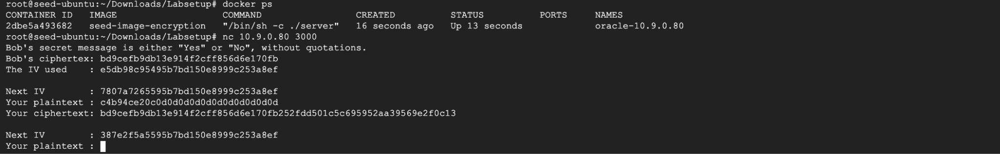 root@seed-ubuntu:~/Downloads/Labsetup# docker ps
CONTAINER ID   IMAGE                  COMMAND                  CREATED          STATUS          PORTS     NAMES
2dbe5a493682   seed-image-encryption   "/bin/sh -c ./server"   16 seconds ago   Up 13 seconds             oracle-10.9.0.80
root@seed-ubuntu:~/Downloads/Labsetup# nc 10.9.0.80 3000
Bob's secret message is either "Yes" or "No", without quotations.
Bob's ciphertex: bd9cefb9db13e914f2cff856d6e170fb
The IV used    : e5db98c95495b7bd150e8999c253a8ef
Next IV        : 7807a7265595b7bd150e8999c253a8ef
Your plaintext : c4b94ce20c0d0d0d0d0d0d0d0d0d0d0d
Your ciphertext: bd9cefb9db13e914f2cff856d6e170fb252fdd501c5c695952aa39569e2f0c13
Next IV        : 387e2f5a5595b7bd150e8999c253a8ef
Your plaintext :